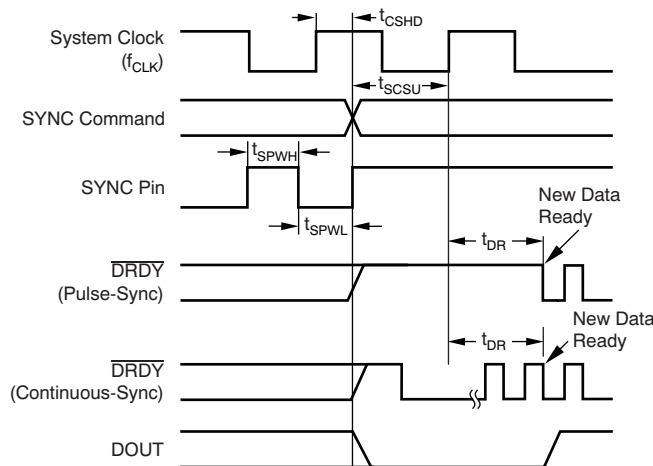 System Clock
(fCLK)
tCSHD
tSCSU
SYNC Command
tSPWH
SYNC Pin
tSPWL
New Data
Ready
tDR
DRDY
(Pulse-Sync)
New Data
Ready
tDR
DRDY
(Continuous-Sync)
DOUT